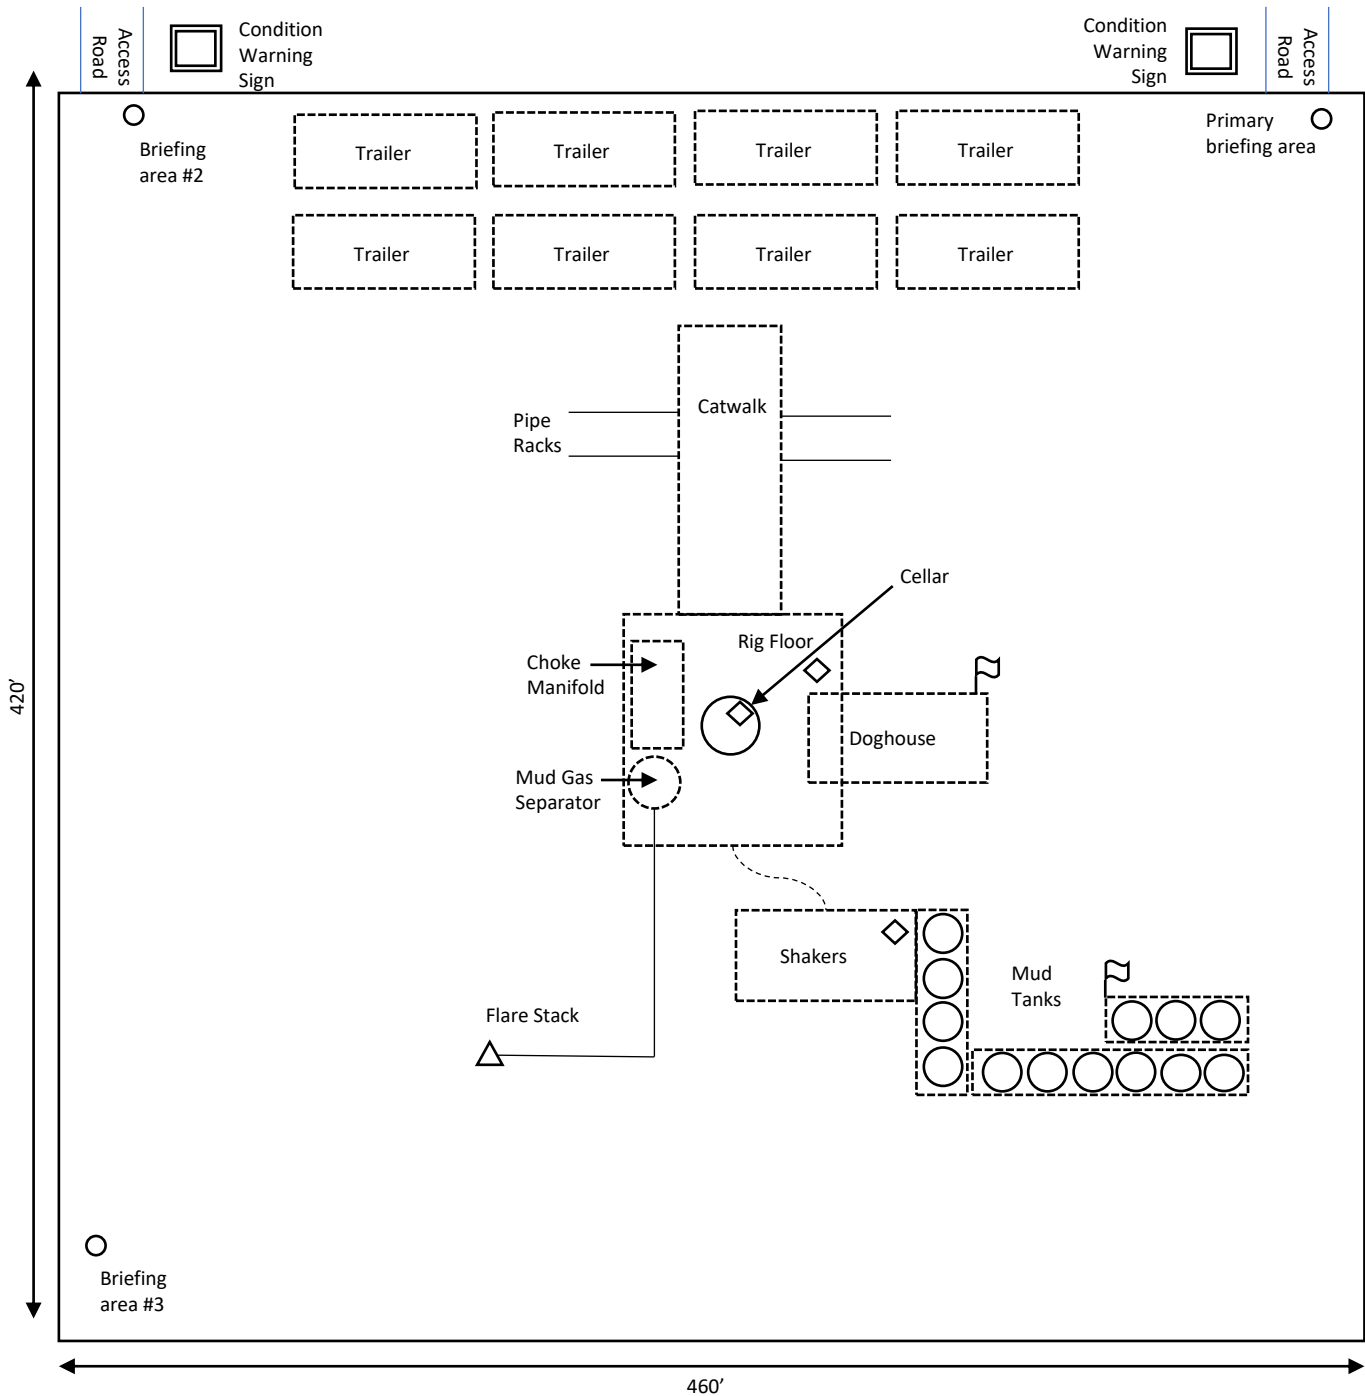 Access
Road
Condition
Warning
Sign
Condition
Warning
Sign
Access
Road
Briefing
area #2
Trailer
Trailer
Trailer
Trailer
Primary
briefing area
Trailer
Trailer
Trailer
Trailer
Pipe
Racks
Catwalk
Cellar
Rig Floor
Choke
Manifold
420’
Doghouse
Mud Gas
Separator
Shakers
Mud
Tanks
Flare Stack
Briefing
area #3
460’